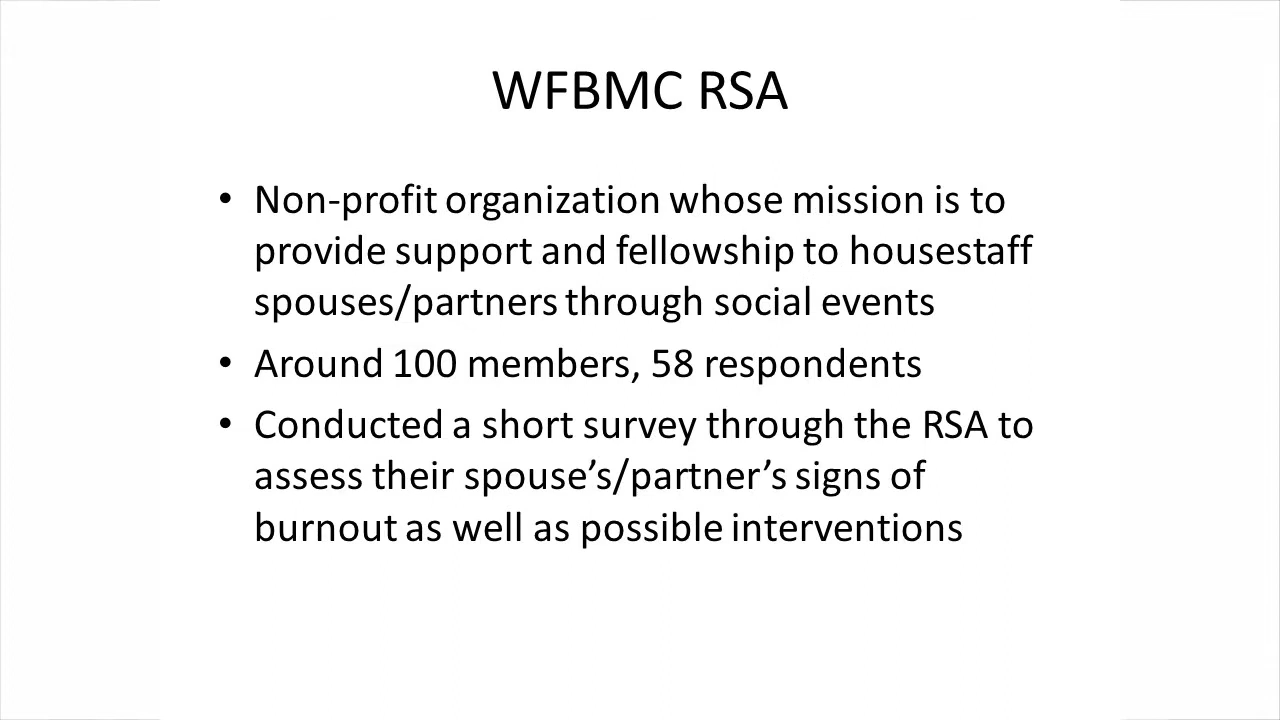 WFBMC RSA
• Non-profit organization whose mission is to
provide support and fellowship to housestaff
spouses/partners through social events
• Around 100 members, 58 respondents
• Conducted a short survey through the RSA to
assess their spouse’s/partner’s signs of
burnout as well as possible interventions